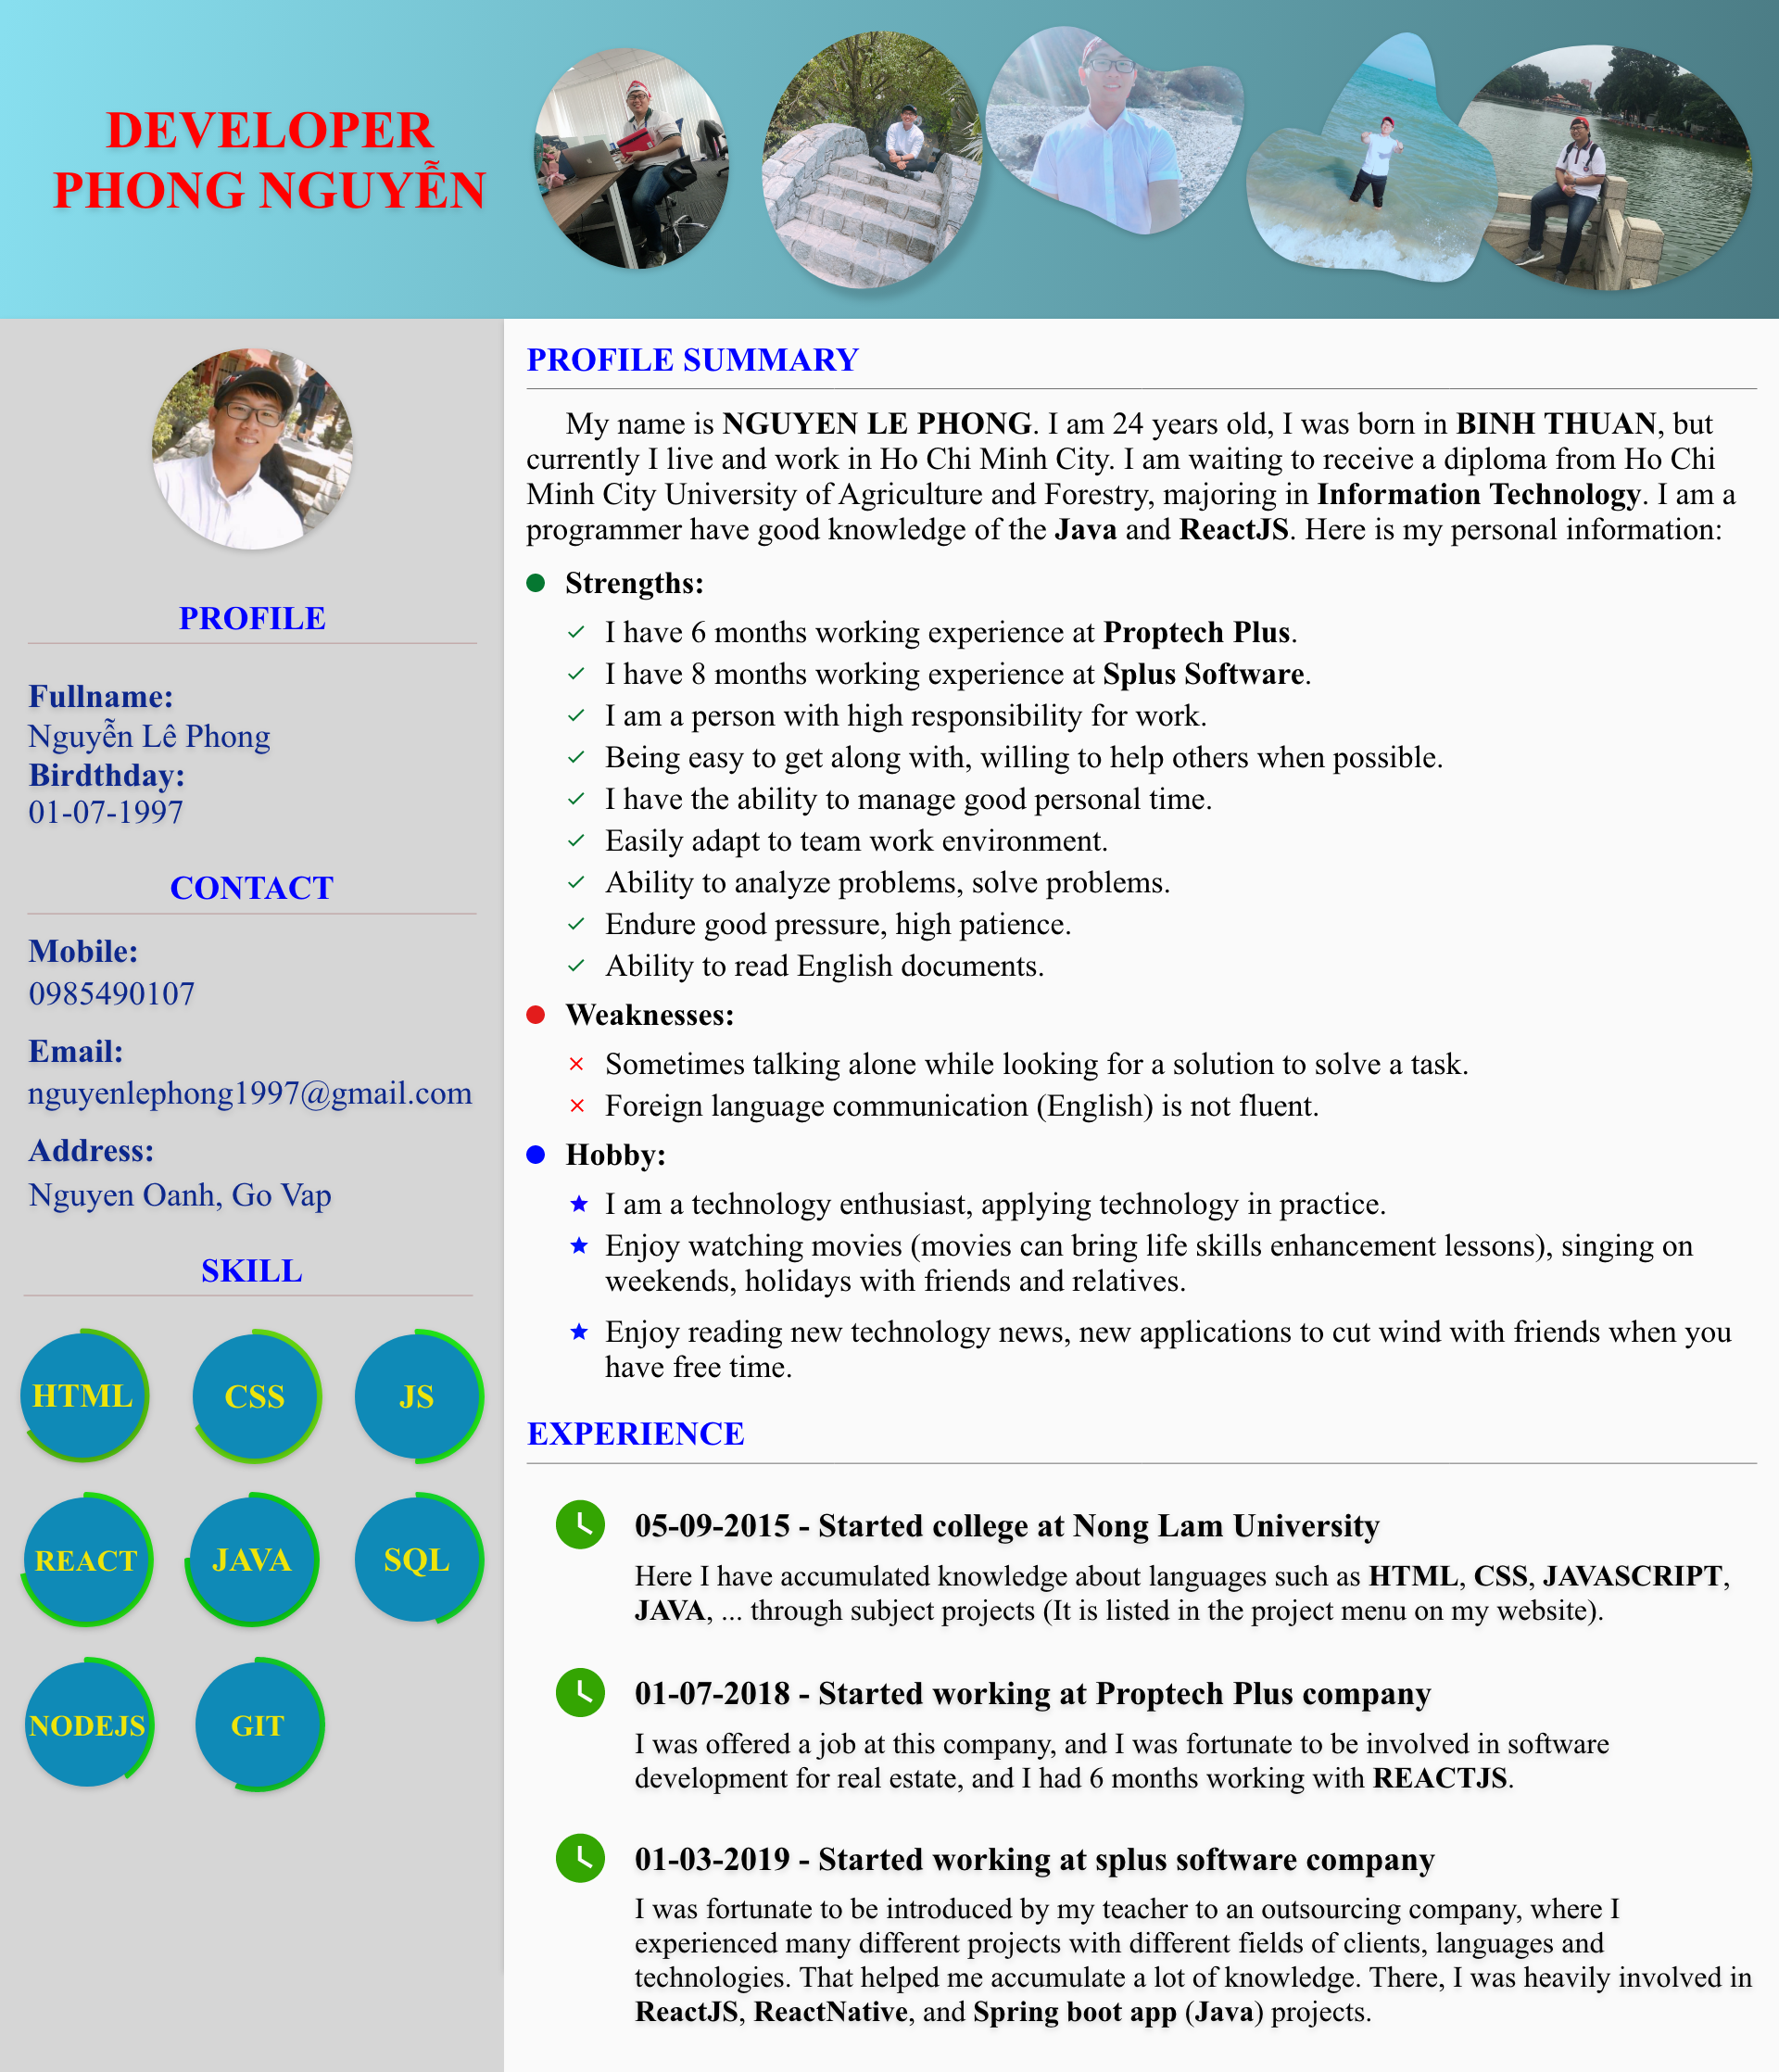 DEVELOPER
PHONG NGUYỄN
PROFILE
Fullname:
Nguyễn Lê Phong
Birdthday:
01-07-1997
CONTACT
Mobile:
0985490107
Email:
nguyenlephong1997@gmail.com
Address:
Nguyen Oanh, Go Vap
SKILL
HTML
CSS
JS
REACT
JAVA
SQL
NODEJS
GIT
PROFILE SUMMARY
My name is NGUYEN LE PHONG. I am 24 years old, I was born in BINH THUAN, but
currently I live and work in Ho Chi Minh City. I am waiting to receive a diploma from Ho Chi
Minh City University of Agriculture and Forestry, majoring in Information Technology. I am a
programmer have good knowledge of the Java and ReactJS. Here is my personal information:
Strengths:
I have 6 months working experience at Proptech Plus.
I have 8 months working experience at Splus Software.
I am a person with high responsibility for work.
Being easy to get along with, willing to help others when possible.
I have the ability to manage good personal time.
Easily adapt to team work environment.
Ability to analyze problems, solve problems.
Endure good pressure, high patience.
Ability to read English documents.
Weaknesses:
Sometimes talking alone while looking for a solution to solve a task.
Foreign language communication (English) is not fluent.
Hobby:
I am a technology enthusiast, applying technology in practice.
Enjoy watching movies (movies can bring life skills enhancement lessons), singing on
weekends, holidays with friends and relatives.
Enjoy reading new technology news, new applications to cut wind with friends when you
have free time.
EXPERIENCE
05-09-2015 - Started college at Nong Lam University
Here I have accumulated knowledge about languages such as HTML, CSS, JAVASCRIPT,
JAVA, ... through subject projects (It is listed in the project menu on my website).
01-07-2018 - Started working at Proptech Plus company
I was offered a job at this company, and I was fortunate to be involved in software
development for real estate, and I had 6 months working with REACTJS.
01-03-2019 - Started working at splus software company
I was fortunate to be introduced by my teacher to an outsourcing company, where I
experienced many different projects with different fields of clients, languages and
technologies. That helped me accumulate a lot of knowledge. There, I was heavily involved in
ReactJS, ReactNative, and Spring boot app (Java) projects.